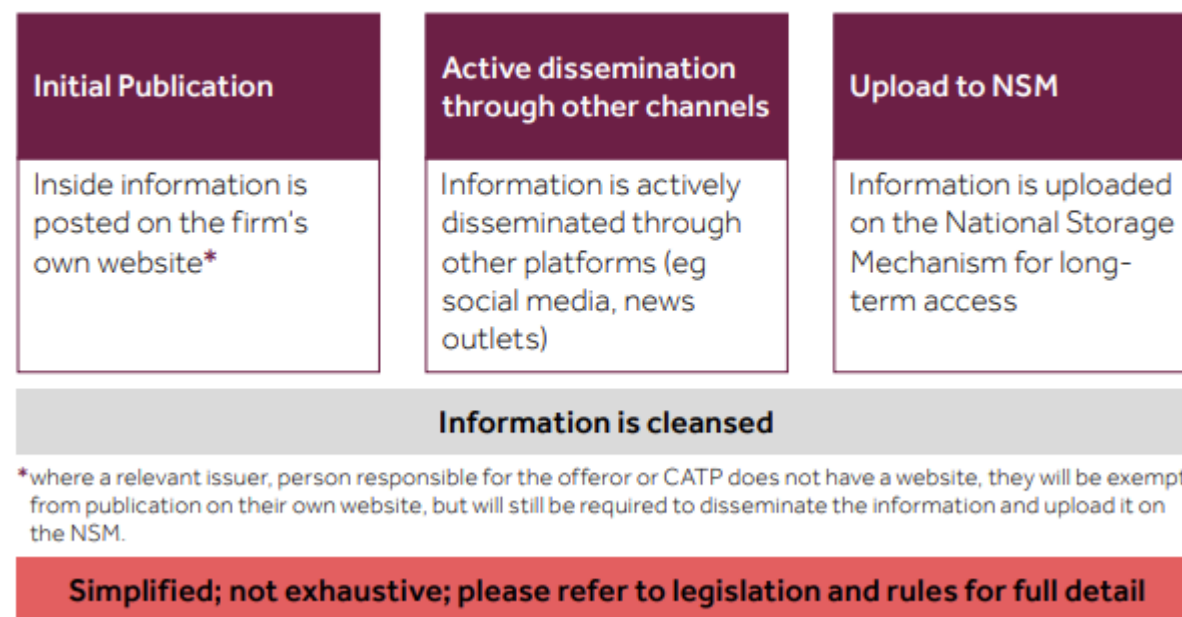 Initial Publication
Inside information is
posted on the firm's
own website*
Active dissemination
through other channels
Information is actively
disseminated through
other platforms (eg
social media, news
outlets)
Upload to NSM
Information is uploaded
on the National Storage
Mechanism for long-
term access
Information is cleansed
*where a relevant issuer, person responsible for the offeror or CATP does not have a website, they will be exempt
from publication on their own website, but will still be required to disseminate the information and upload it on
the NSM.
Simplified; not exhaustive; please refer to legislation and rules for full detail